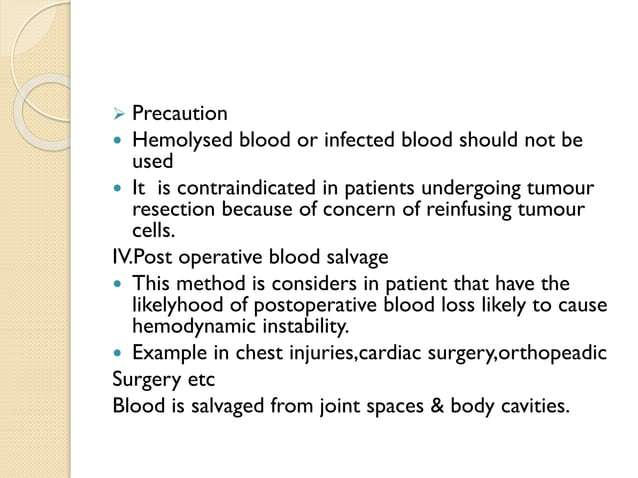 Precaution
Hemolysed blood or infected blood should not be
used
It is contraindicated in patients undergoing tumour
resection because of concern of reinfusing tumour
cells.
IV.Post operative blood salvage
This method is considers in patient that have the
likelyhood of postoperative blood loss likely to cause
hemodynamic instability.
Example in chest injuries,cardiac surgery,orthopeadic
Surgery etc
Blood is salvaged from joint spaces & body cavities.